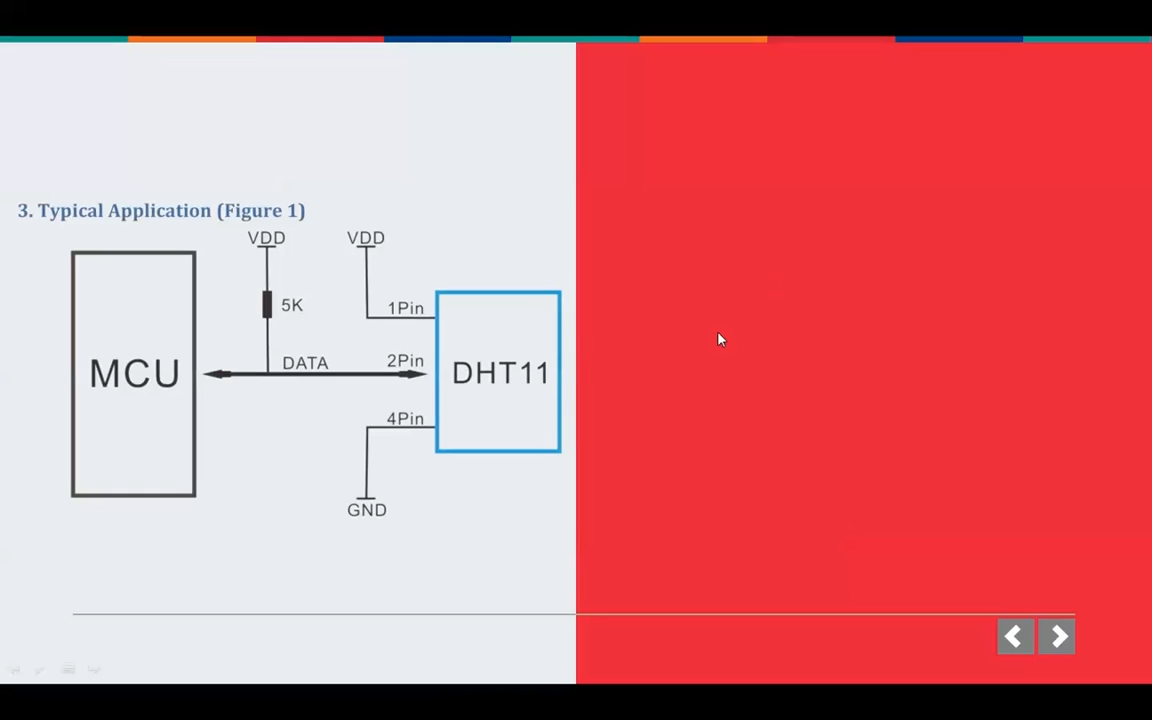 3. Typical Application (Figure 1)
VDD
VDD
5K
1Pin
DATA
2Pin
MCU
DHT11
4Pin
GND